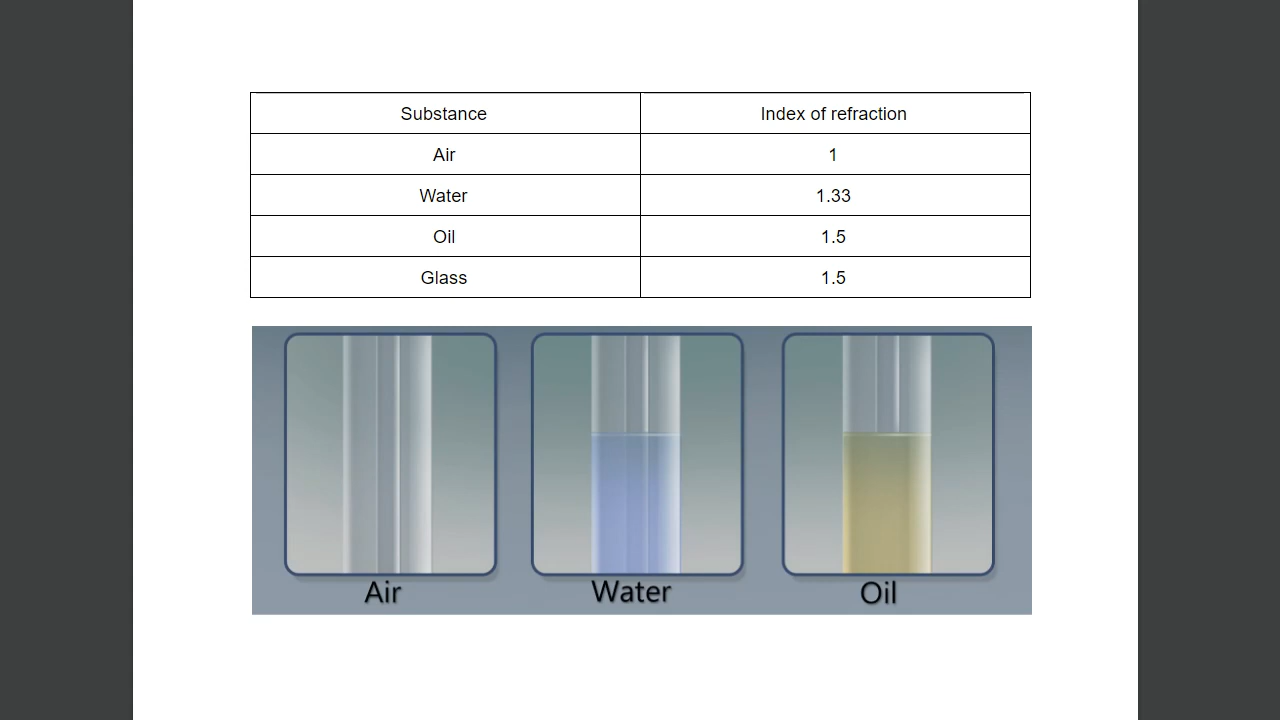 Substance Index of refraction
Air 1
Water 1.33
Oil 1.5
Glass 1.5
Air Water Oil